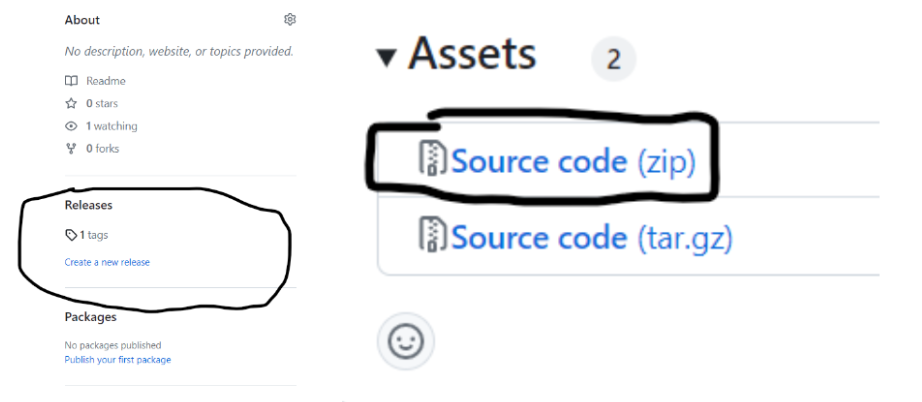 About
No description, website, or topics provided.
Readme
0 stars
1 watching
0 forks
Releases
1 tags
Create a new release
Packages
No packages published
Publish your first package
Assets 2
Source code (zip)
Source code (tar.gz)